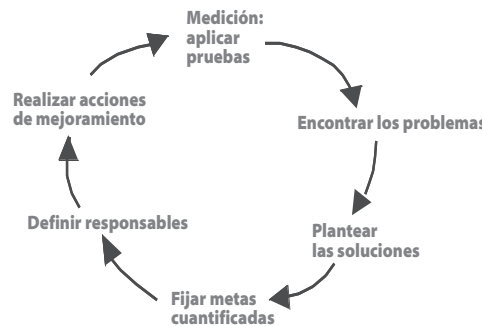 Medición:
aplicar
pruebas
Encontrar los problemas
Plantear
las soluciones
Fijar metas
cuantificadas
Definir responsables
Realizar acciones
de mejoramiento